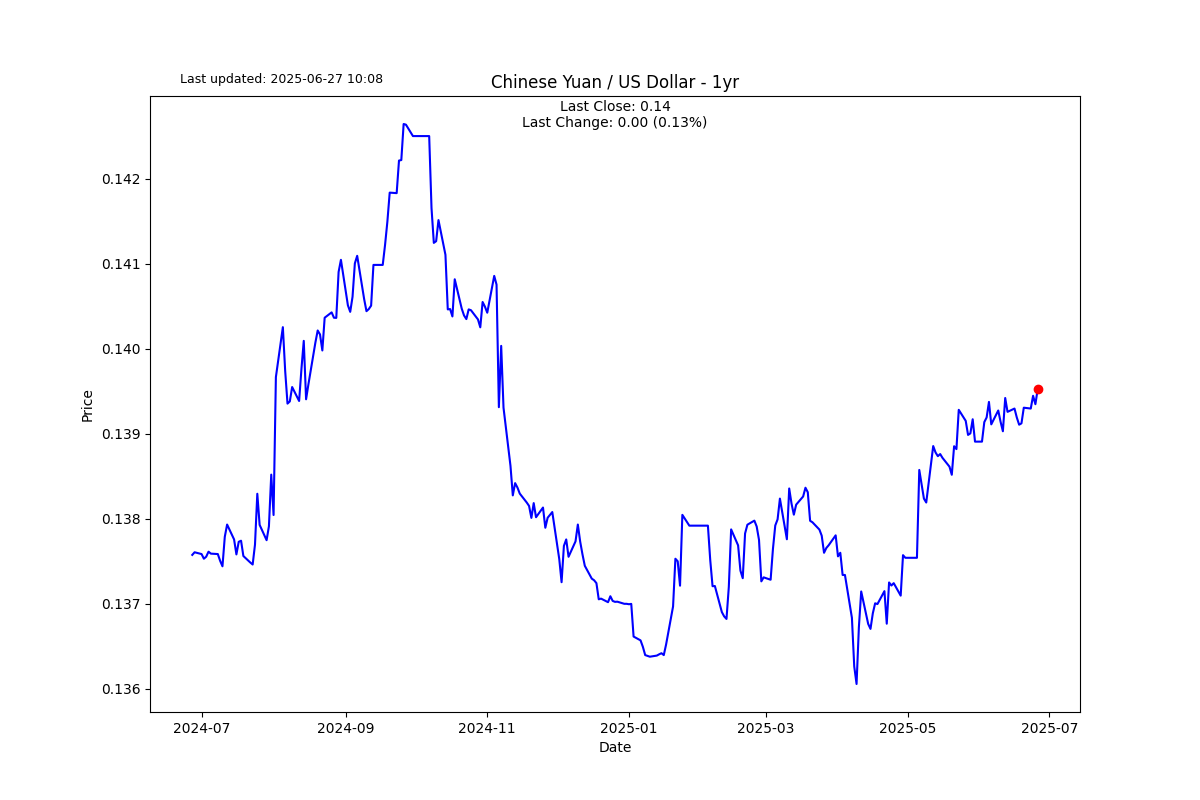 Last updated: 2025-06-27 10:08
Chinese Yuan / US Dollar - 1yr
Last Close: 0.14
Last Change: 0.00 (0.13%)
0.142
0.141
0.140
0.139
0.138
0.137
0.136
Price
2024-07
2024-09
2024-11
2025-01
2025-03
2025-05
2025-07
Date